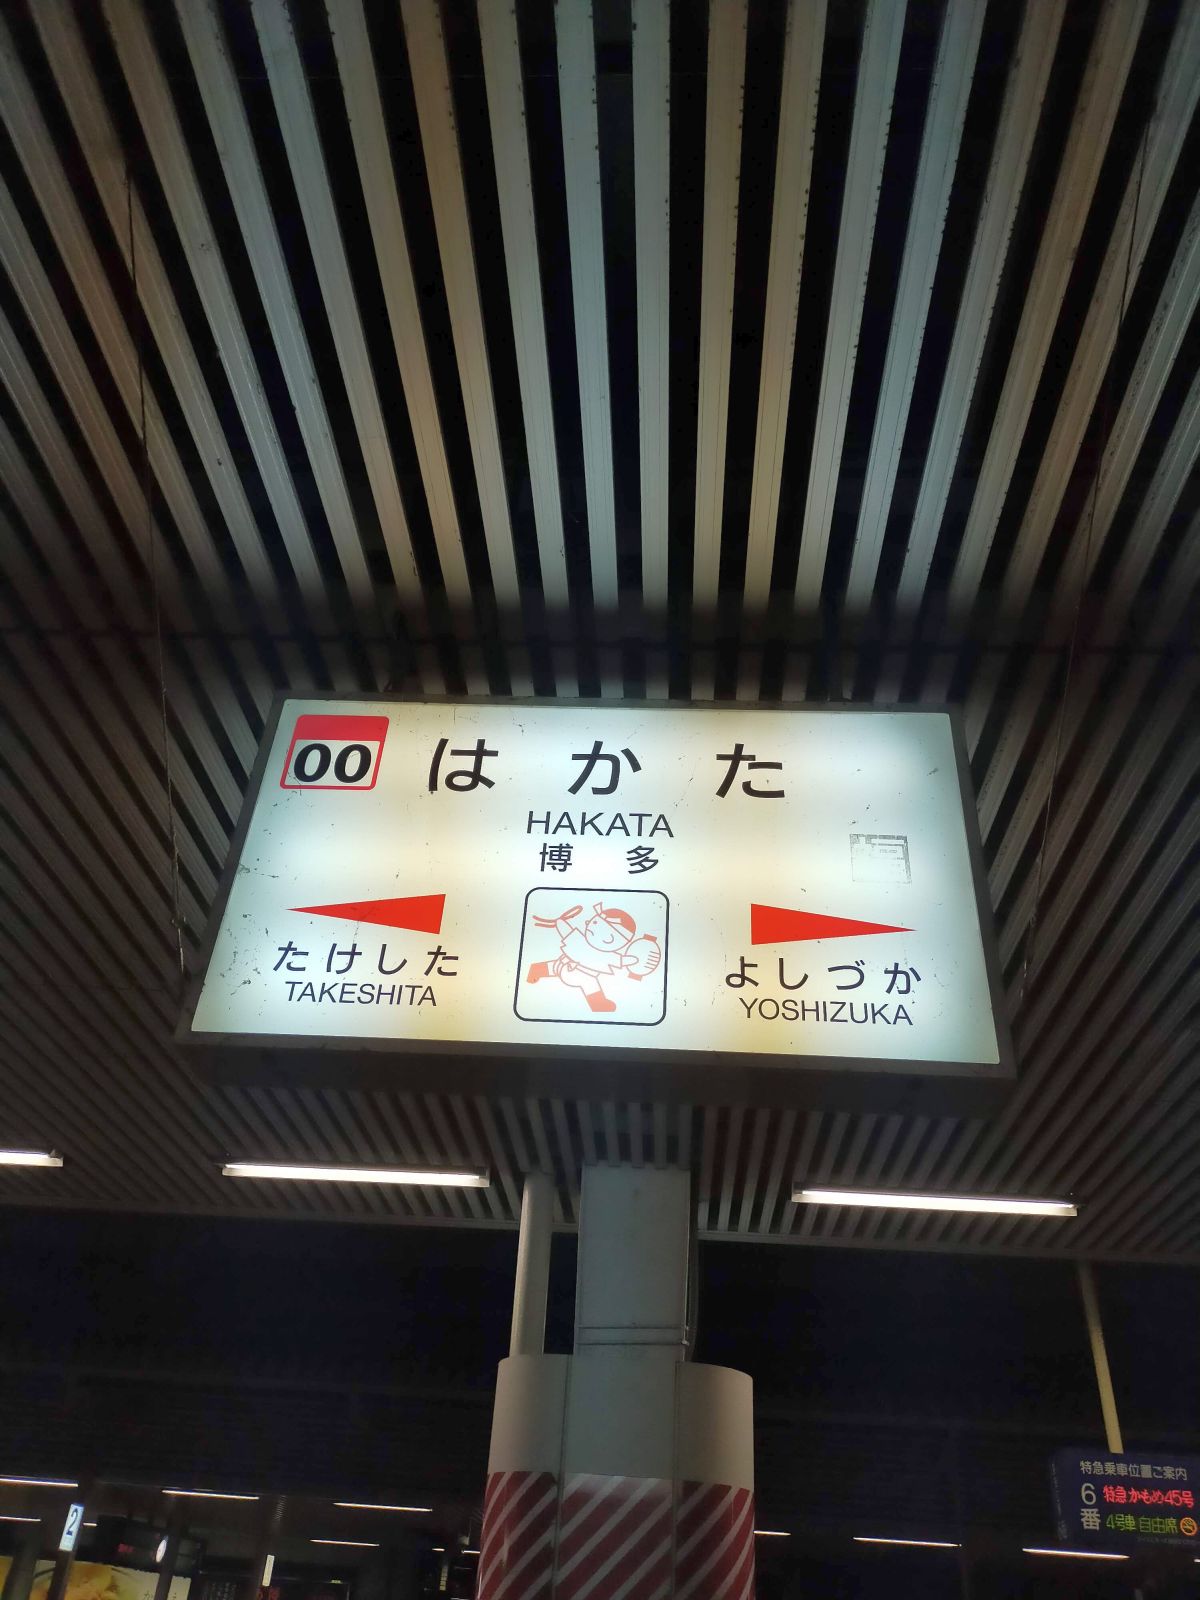 00
はかた
HAKATA
博多
たけした
TAKESHITA
よしづか
YOSHIZUKA
特急乗車位置ご案内
6番
特急かもめ45号
4号車 自由席
2